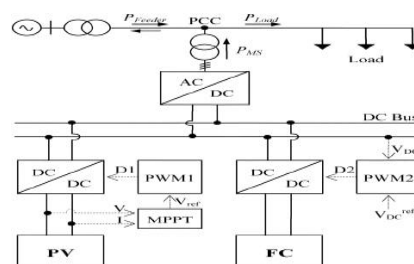 P_Feeder PCC P_Load
P_MS
Load
AC
DC
DC Bus
V_DC
DC
DC
D1
PWM1
DC
DC
D2
PWM2
V_ref
V
I
MPPT
V_DC^ref
PV
FC